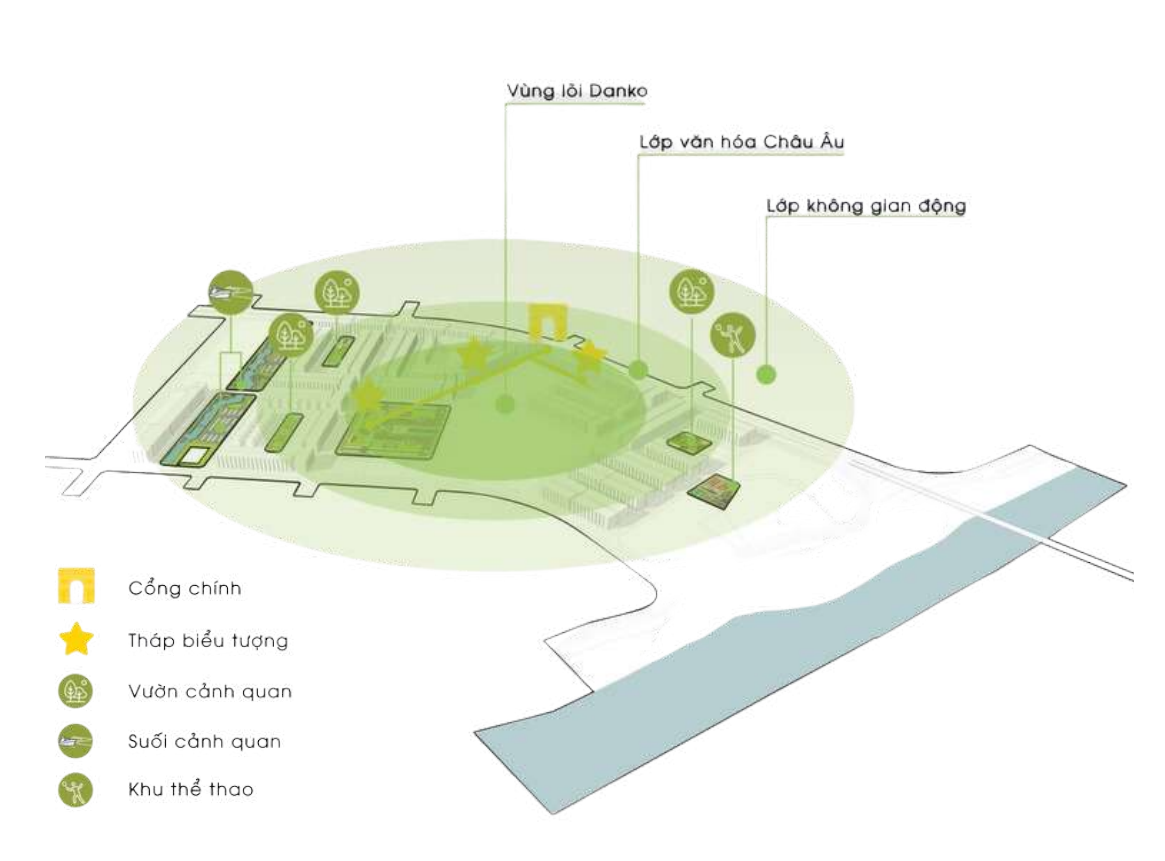 Vùng lõi Danko
Lớp văn hóa Châu Âu
Lớp không gian động
Cổng chính
Tháp biểu tượng
Vườn cảnh quan
Suối cảnh quan
Khu thể thao